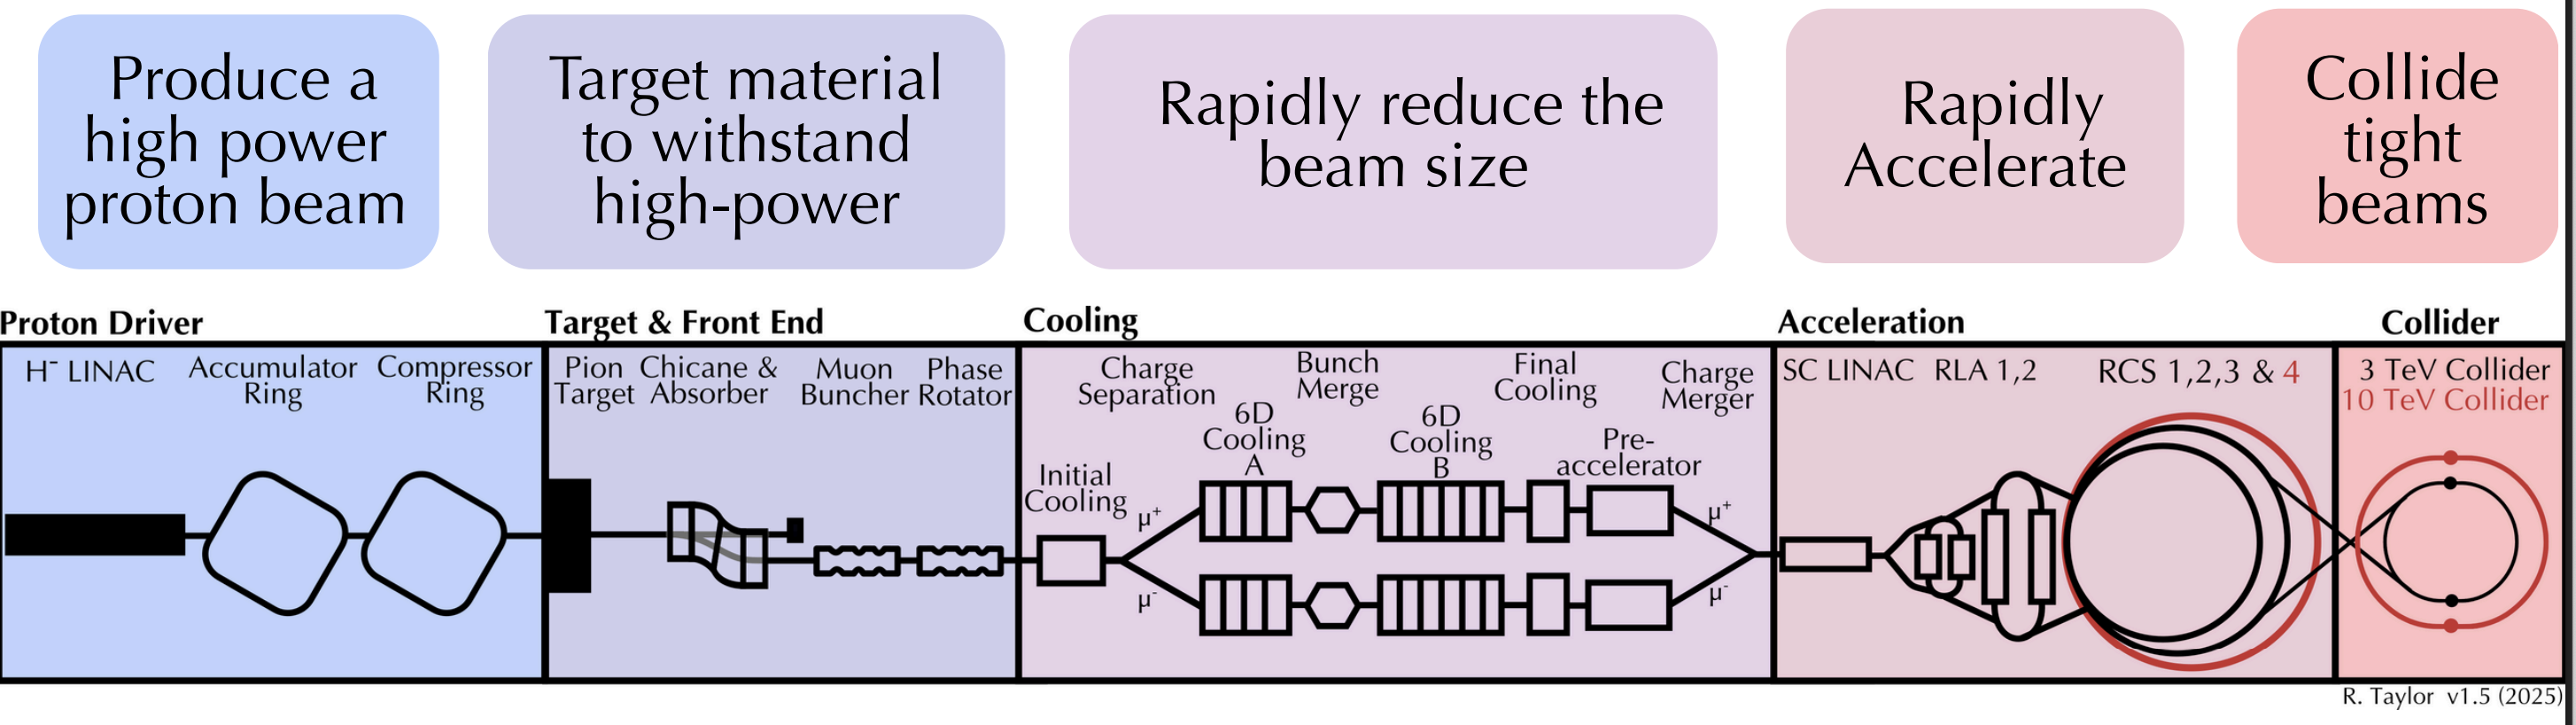 Produce a
high power
proton beam
Target material
to withstand
high-power
Rapidly reduce the
beam size
Rapidly
Accelerate
Collide
tight
beams
Proton Driver
H⁻ LINAC
Accumulator
Ring
Compressor
Ring
Target & Front End
Pion
Target
Chicane &
Absorber
Muon
Buncher
Phase
Rotator
Cooling
Initial
Cooling
Charge
Separation
μ⁺
μ⁻
6D
Cooling
A
Bunch
Merge
6D
Cooling
B
Final
Cooling
Pre-
accelerator
Charge
Merger
μ⁺
μ⁻
Acceleration
SC LINAC
RLA 1,2
RCS 1,2,3 & 4
Collider
3 TeV Collider
10 TeV Collider
R. Taylor v1.5 (2025)